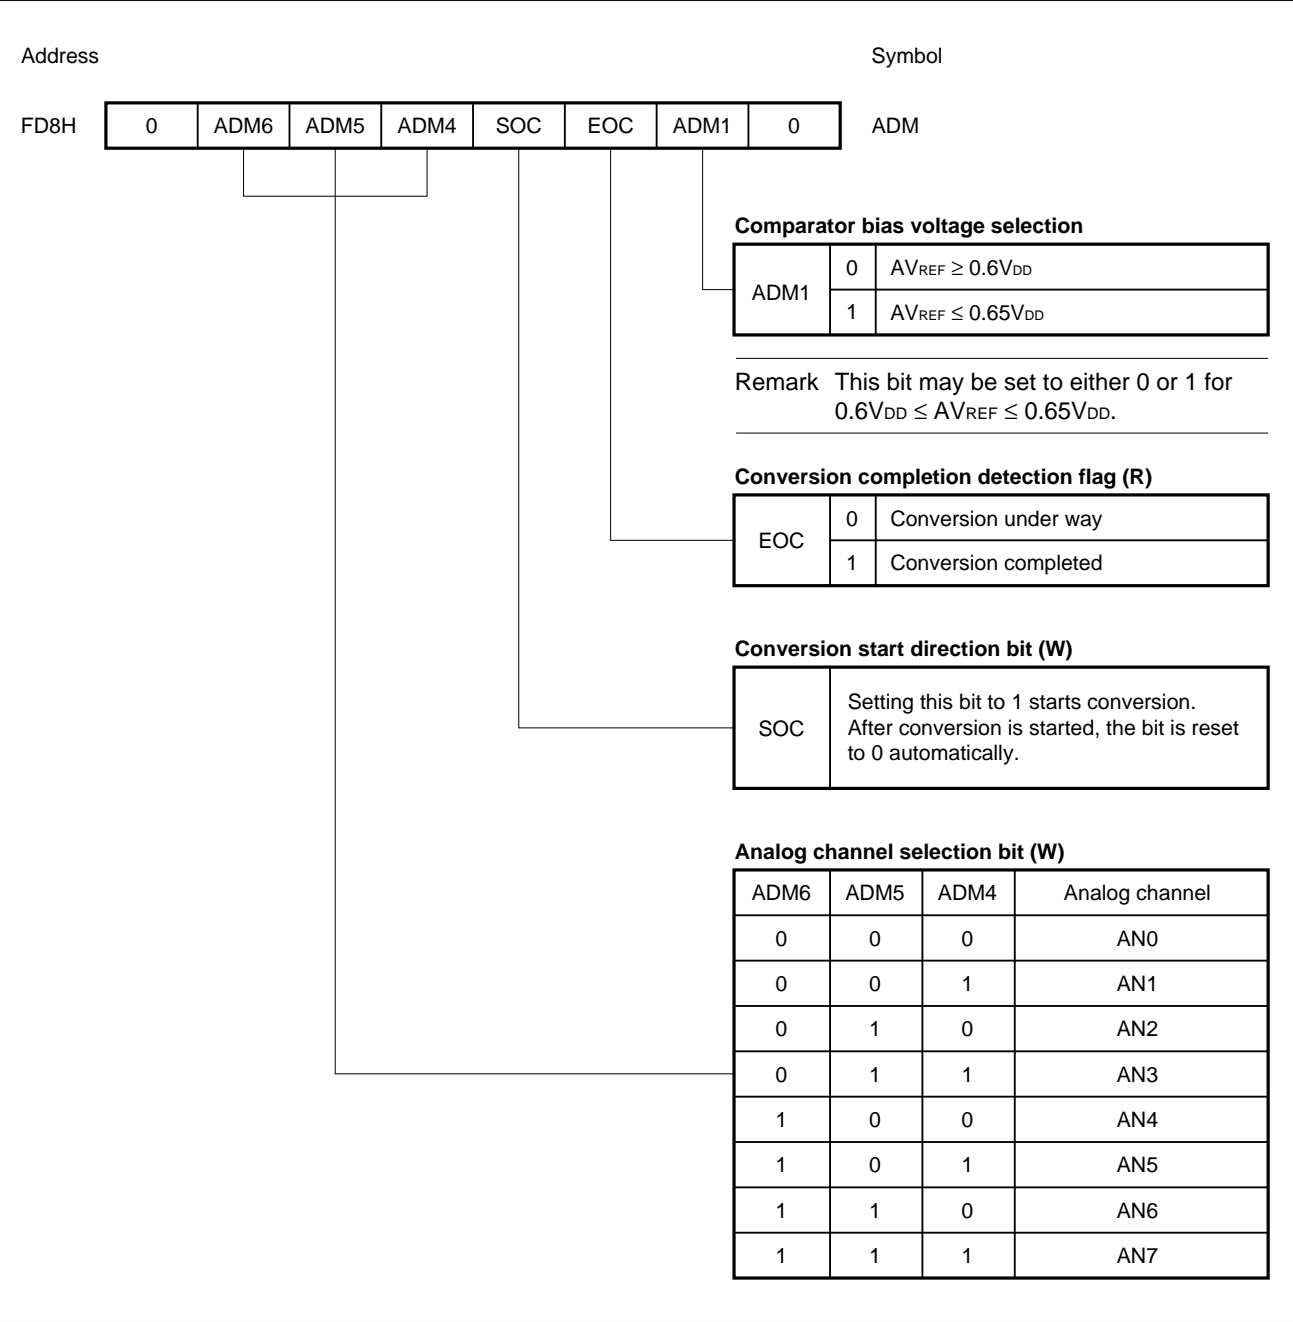 Address Symbol
FD8H 0 ADM6 ADM5 ADM4 SOC EOC ADM1 0 ADM
Comparator bias voltage selection
ADM1
0 AVREF ≥ 0.6VDD
1 AVREF ≤ 0.65VDD
Remark This bit may be set to either 0 or 1 for
0.6VDD ≤ AVREF ≤ 0.65VDD.
Conversion completion detection flag (R)
EOC
0 Conversion under way
1 Conversion completed
Conversion start direction bit (W)
SOC
Setting this bit to 1 starts conversion.
After conversion is started, the bit is reset
to 0 automatically.
Analog channel selection bit (W)
ADM6 ADM5 ADM4 Analog channel
0 0 0 AN0
0 0 1 AN1
0 1 0 AN2
0 1 1 AN3
1 0 0 AN4
1 0 1 AN5
1 1 0 AN6
1 1 1 AN7